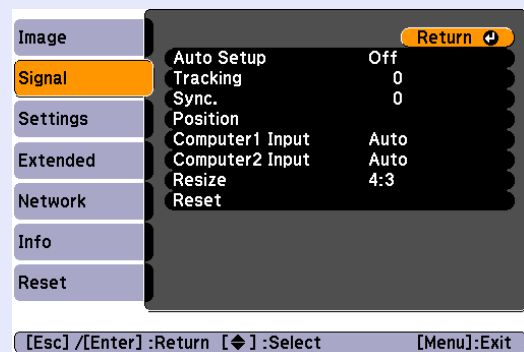 Image
Signal
Settings
Extended
Network
Info
Reset
Return
Auto Setup Off
Tracking 0
Sync. 0
Position
Computer1 Input Auto
Computer2 Input Auto
Resize 4:3
Reset
[Esc] /[Enter] :Return [◆] :Select [Menu]:Exit